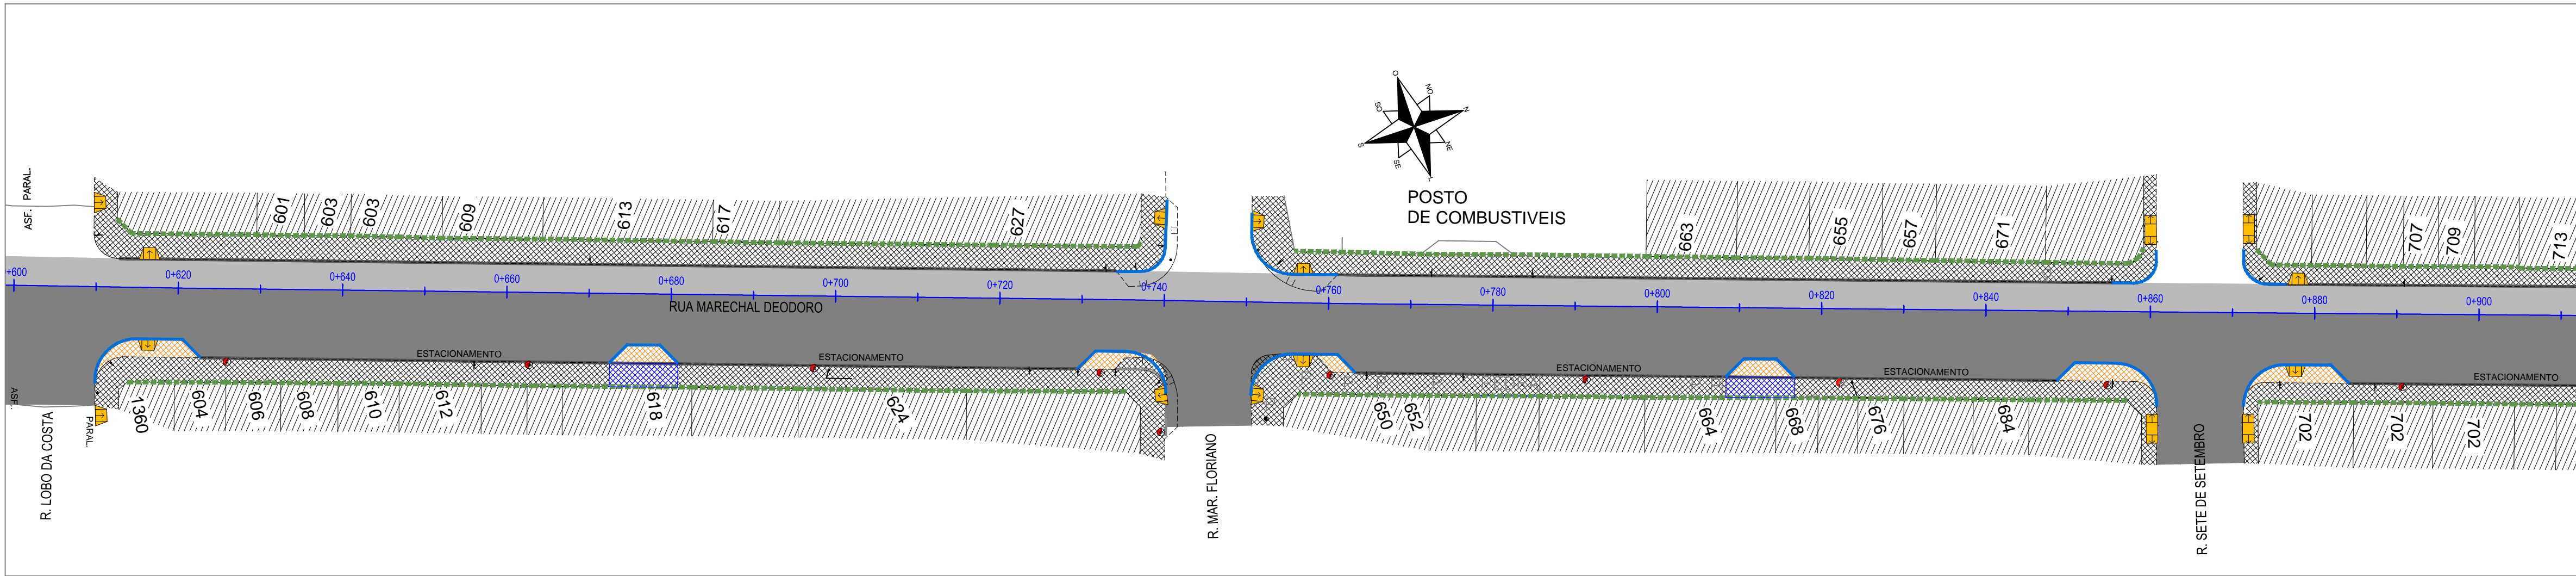 O
NO
N
NE
L
SE
S
SO
POSTO
DE COMBUSTIVEIS
ASF. PARAL.
601
603
603
609
613
617
627
663
655
657
671
707
709
713
+600
0+620
0+640
0+660
0+680
0+700
0+720
0+740
0+760
0+780
0+800
0+820
0+840
0+860
0+880
0+900
RUA MARECHAL DEODORO
ESTACIONAMENTO
ESTACIONAMENTO
ESTACIONAMENTO
ESTACIONAMENTO
ESTACIONAMENTO
ASF..
PARAL.
1360
604
606
608
610
612
618
624
650
652
664
668
676
684
702
702
702
R. LOBO DA COSTA
R. MAR. FLORIANO
R. SETE DE SETEMBRO